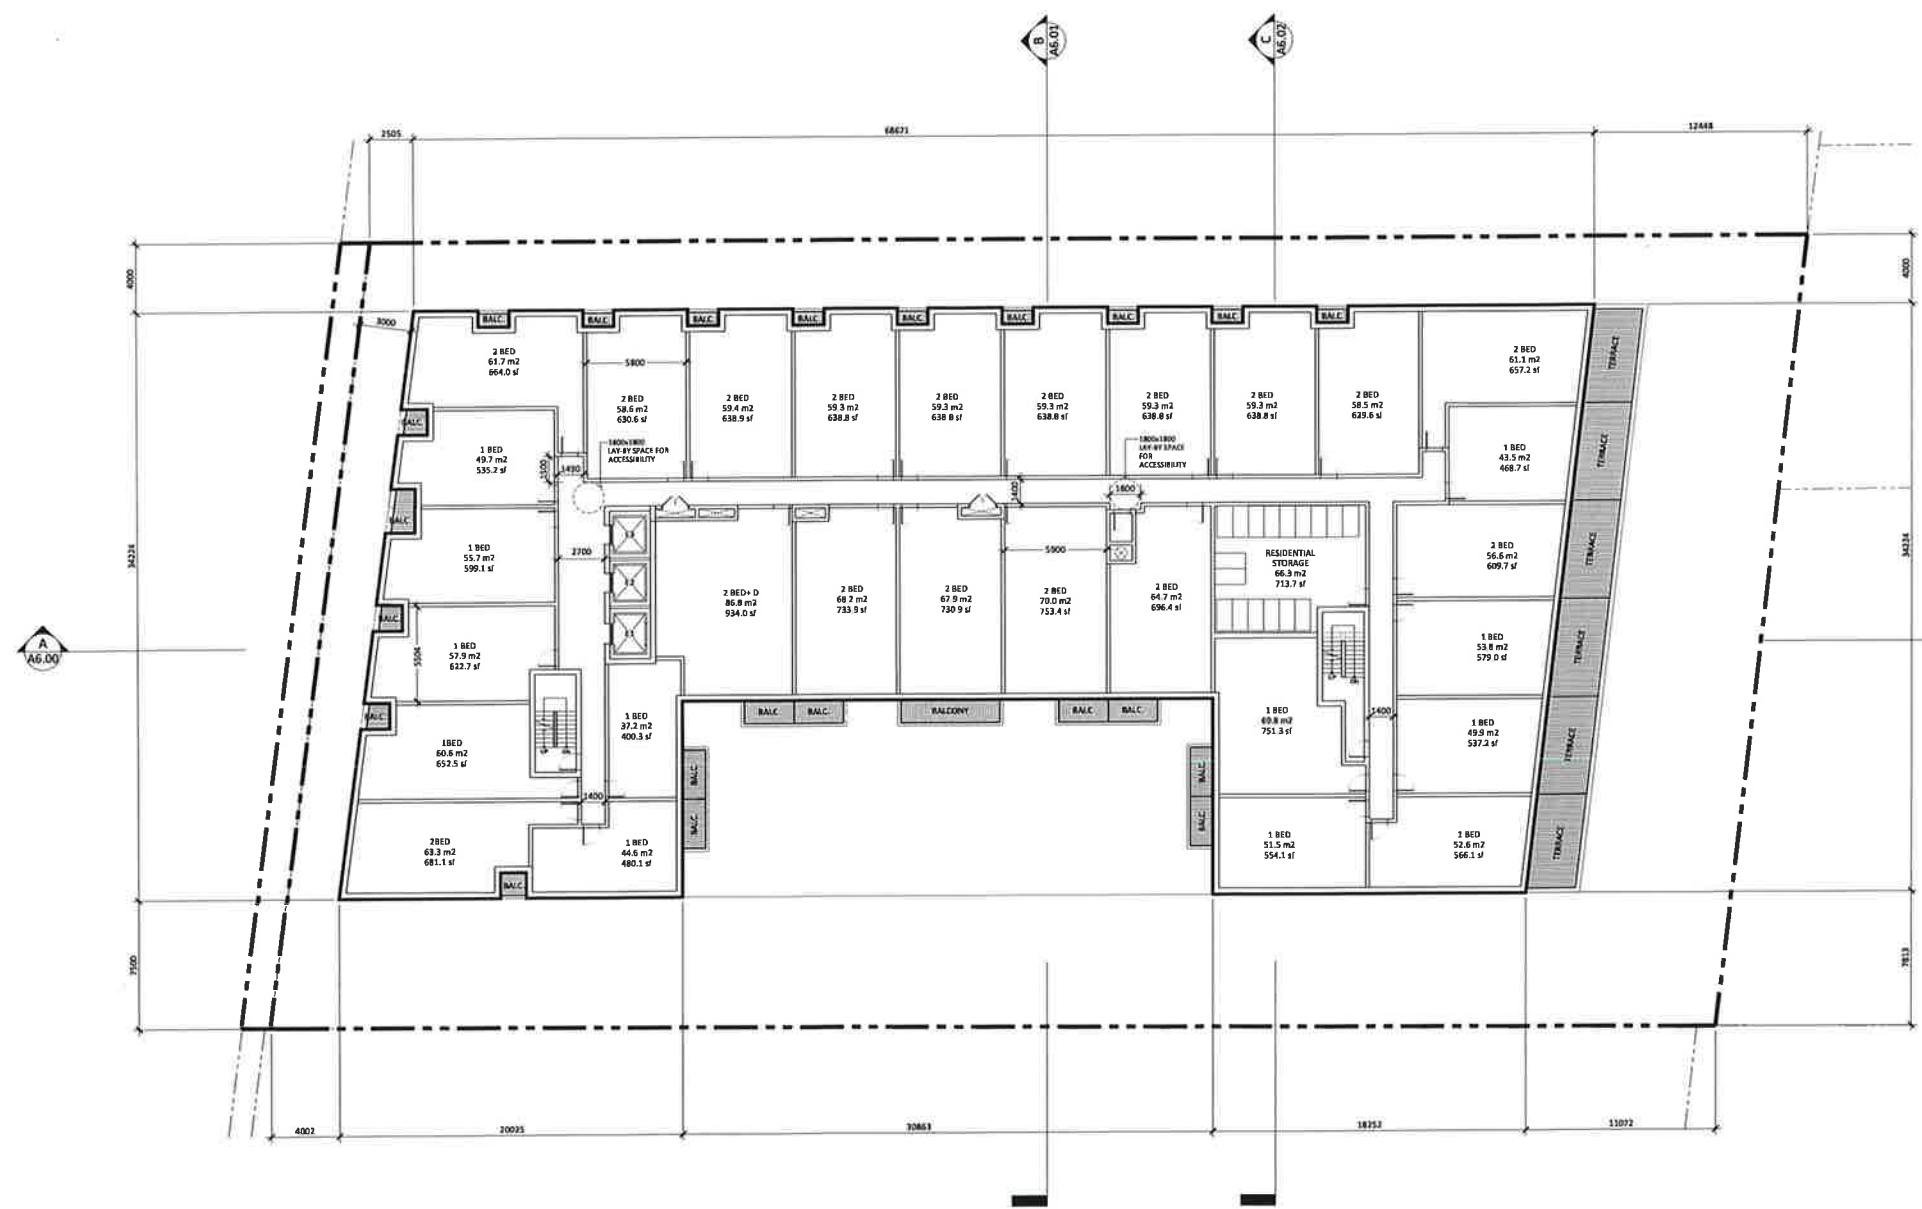 B
A6.01
C
A6.02
2505
68671
12448
4000
4000
3000
BALC.
BALC.
BALC.
BALC.
BALC.
BALC.
BALC.
BALC.
BALC.
2 BED
61.7 m2
664.0 sf
5800
2 BED
58.6 m2
630.6 sf
2 BED
59.4 m2
638.9 sf
2 BED
59.3 m2
638.8 sf
2 BED
59.3 m2
638.8 sf
2 BED
59.3 m2
638.8 sf
2 BED
59.3 m2
638.8 sf
2 BED
59.3 m2
638.8 sf
2 BED
58.5 m2
629.6 sf
2 BED
61.1 m2
657.2 sf
TERRACE
BALC.
1 BED
49.7 m2
535.2 sf
1800x1800
LAY-BY SPACE FOR
ACCESSIBILITY
1800x1800
LAY-BY SPACE
FOR
ACCESSIBILITY
1 BED
43.5 m2
468.7 sf
TERRACE
1500
1400
1800
BALC.
1 BED
55.7 m2
599.1 sf
2700
5900
RESIDENTIAL
STORAGE
66.3 m2
713.7 sf
2 BED
56.6 m2
609.7 sf
TERRACE
34224
34224
2 BED+ D
86.8 m2
934.0 sf
2 BED
68.2 m2
733.9 sf
2 BED
67.9 m2
730.9 sf
2 BED
70.0 m2
753.4 sf
2 BED
64.7 m2
696.4 sf
BALC.
1 BED
57.9 m2
622.7 sf
5504
1 BED
53.8 m2
579.0 sf
TERRACE
A
A6.00
BALC.
1BED
60.6 m2
652.5 sf
1 BED
37.2 m2
400.3 sf
BALC
BALC.
BALCONY
BALC
BALC.
1 BED
69.8 m2
751.3 sf
1400
1 BED
49.9 m2
537.2 sf
TERRACE
BALC
BALC.
BALC
BALC.
1400
2BED
63.3 m2
681.1 sf
BALC.
1 BED
44.6 m2
480.1 sf
1 BED
51.5 m2
554.1 sf
1 BED
52.6 m2
566.1 sf
TERRACE
7500
7813
4002
20025
30863
18252
11072